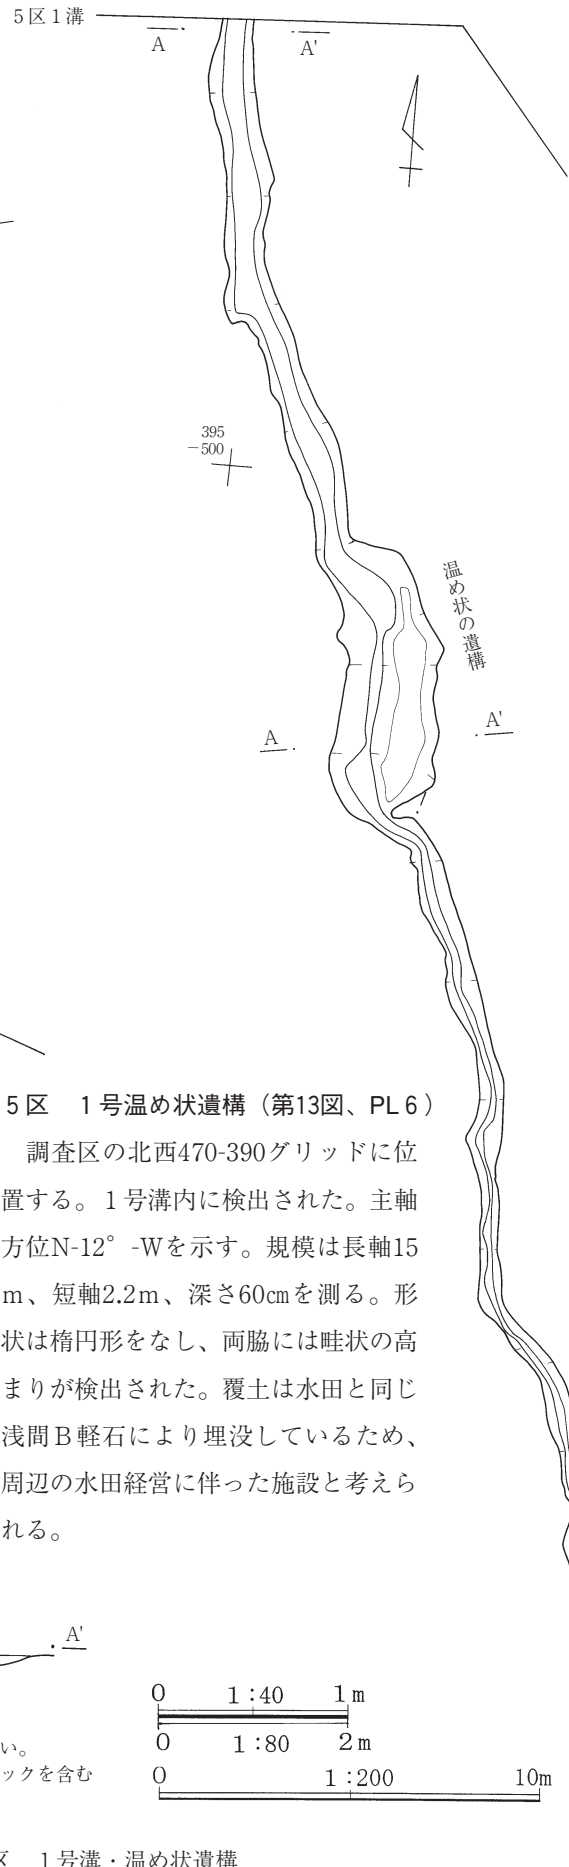 5区1溝
A
A'
395
−500
温め状の遺構
A
A'
5区　1号温め状遺構（第13図、PL 6）
調査区の北西470-390グリッドに位
置する。1号溝内に検出された。主軸
方位N-12°-Wを示す。規模は長軸15
m、短軸2.2m、深さ60㎝を測る。形
状は楕円形をなし、両脇には畦状の高
まりが検出された。覆土は水田と同じ
浅間B軽石により埋没しているため、
周辺の水田経営に伴った施設と考えら
れる。
A'
0 1:40 1m
0 1:80 2m
い。
ックを含む
0 1:200 10m
区　1号溝・温め状遺構